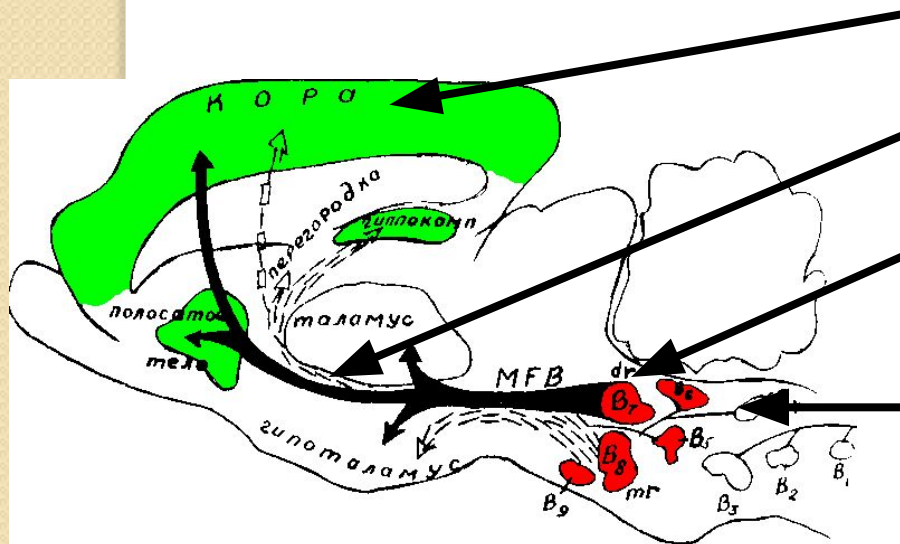 КОРА
перегородка
гиппокамп
полосатое
тело
таламус
MFB
гипоталамус
dr
B₇
B₆
B₅
B₈
mr
B₉
B₃
B₂
B₁